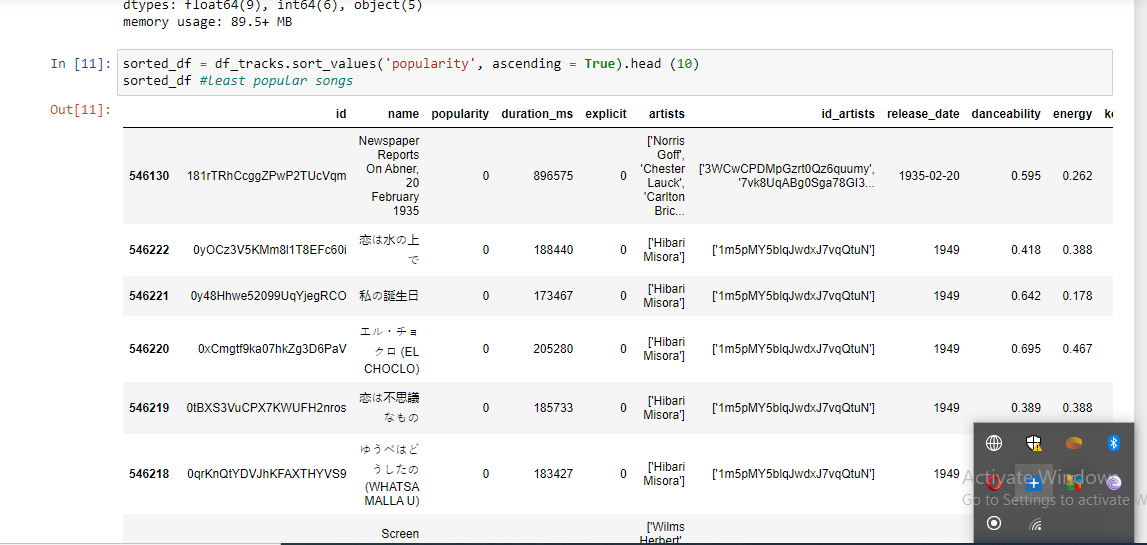 dtypes: float64(9), int64(6), object(5)
memory usage: 89.5+ MB
In [11]: sorted_df = df_tracks.sort_values('popularity', ascending = True).head (10)
sorted_df #least popular songs
Out[11]:
id name popularity duration_ms explicit artists id_artists release_date danceability energy
546130 181rTRhCcggZPwP2TUcVqm Newspaper Reports On Abner, 20 February 1935 0 896575 0 ['Norris Goff', 'Chester Lauck', 'Carlton Bric... ['3WCwCPDMpGzrt0Qz6quumy', '7vk8UqABg0Sga78GI3... 1935-02-20 0.595 0.262
546222 0yOCz3V5KMm8l1T8EFc60i 恋は水の上で 0 188440 0 ['Hibari Misora'] ['1m5pMY5blqJwdxJ7vqQtuN'] 1949 0.418 0.388
546221 0y48Hhwe52099UqYjegRCO 私の誕生日 0 173467 0 ['Hibari Misora'] ['1m5pMY5blqJwdxJ7vqQtuN'] 1949 0.642 0.178
546220 0xCmgtf9ka07hkZg3D6PaV エル・チョクロ (EL CHOCLO) 0 205280 0 ['Hibari Misora'] ['1m5pMY5blqJwdxJ7vqQtuN'] 1949 0.695 0.467
546219 0tBXS3VuCPX7KWUFH2nros 恋は不思議なもの 0 185733 0 ['Hibari Misora'] ['1m5pMY5blqJwdxJ7vqQtuN'] 1949 0.389 0.388
546218 0qrKnQtYDVJhKFAXTHYVS9 ゆうべはどうしたの (WHATSA MALLA U) 0 183427 0 ['Hibari Misora'] ['1m5pMY5blqJwdxJ7vqQtuN'] 1949
Screen ['Wilms Herbert',
Activate Windows
Go to Settings to activate W